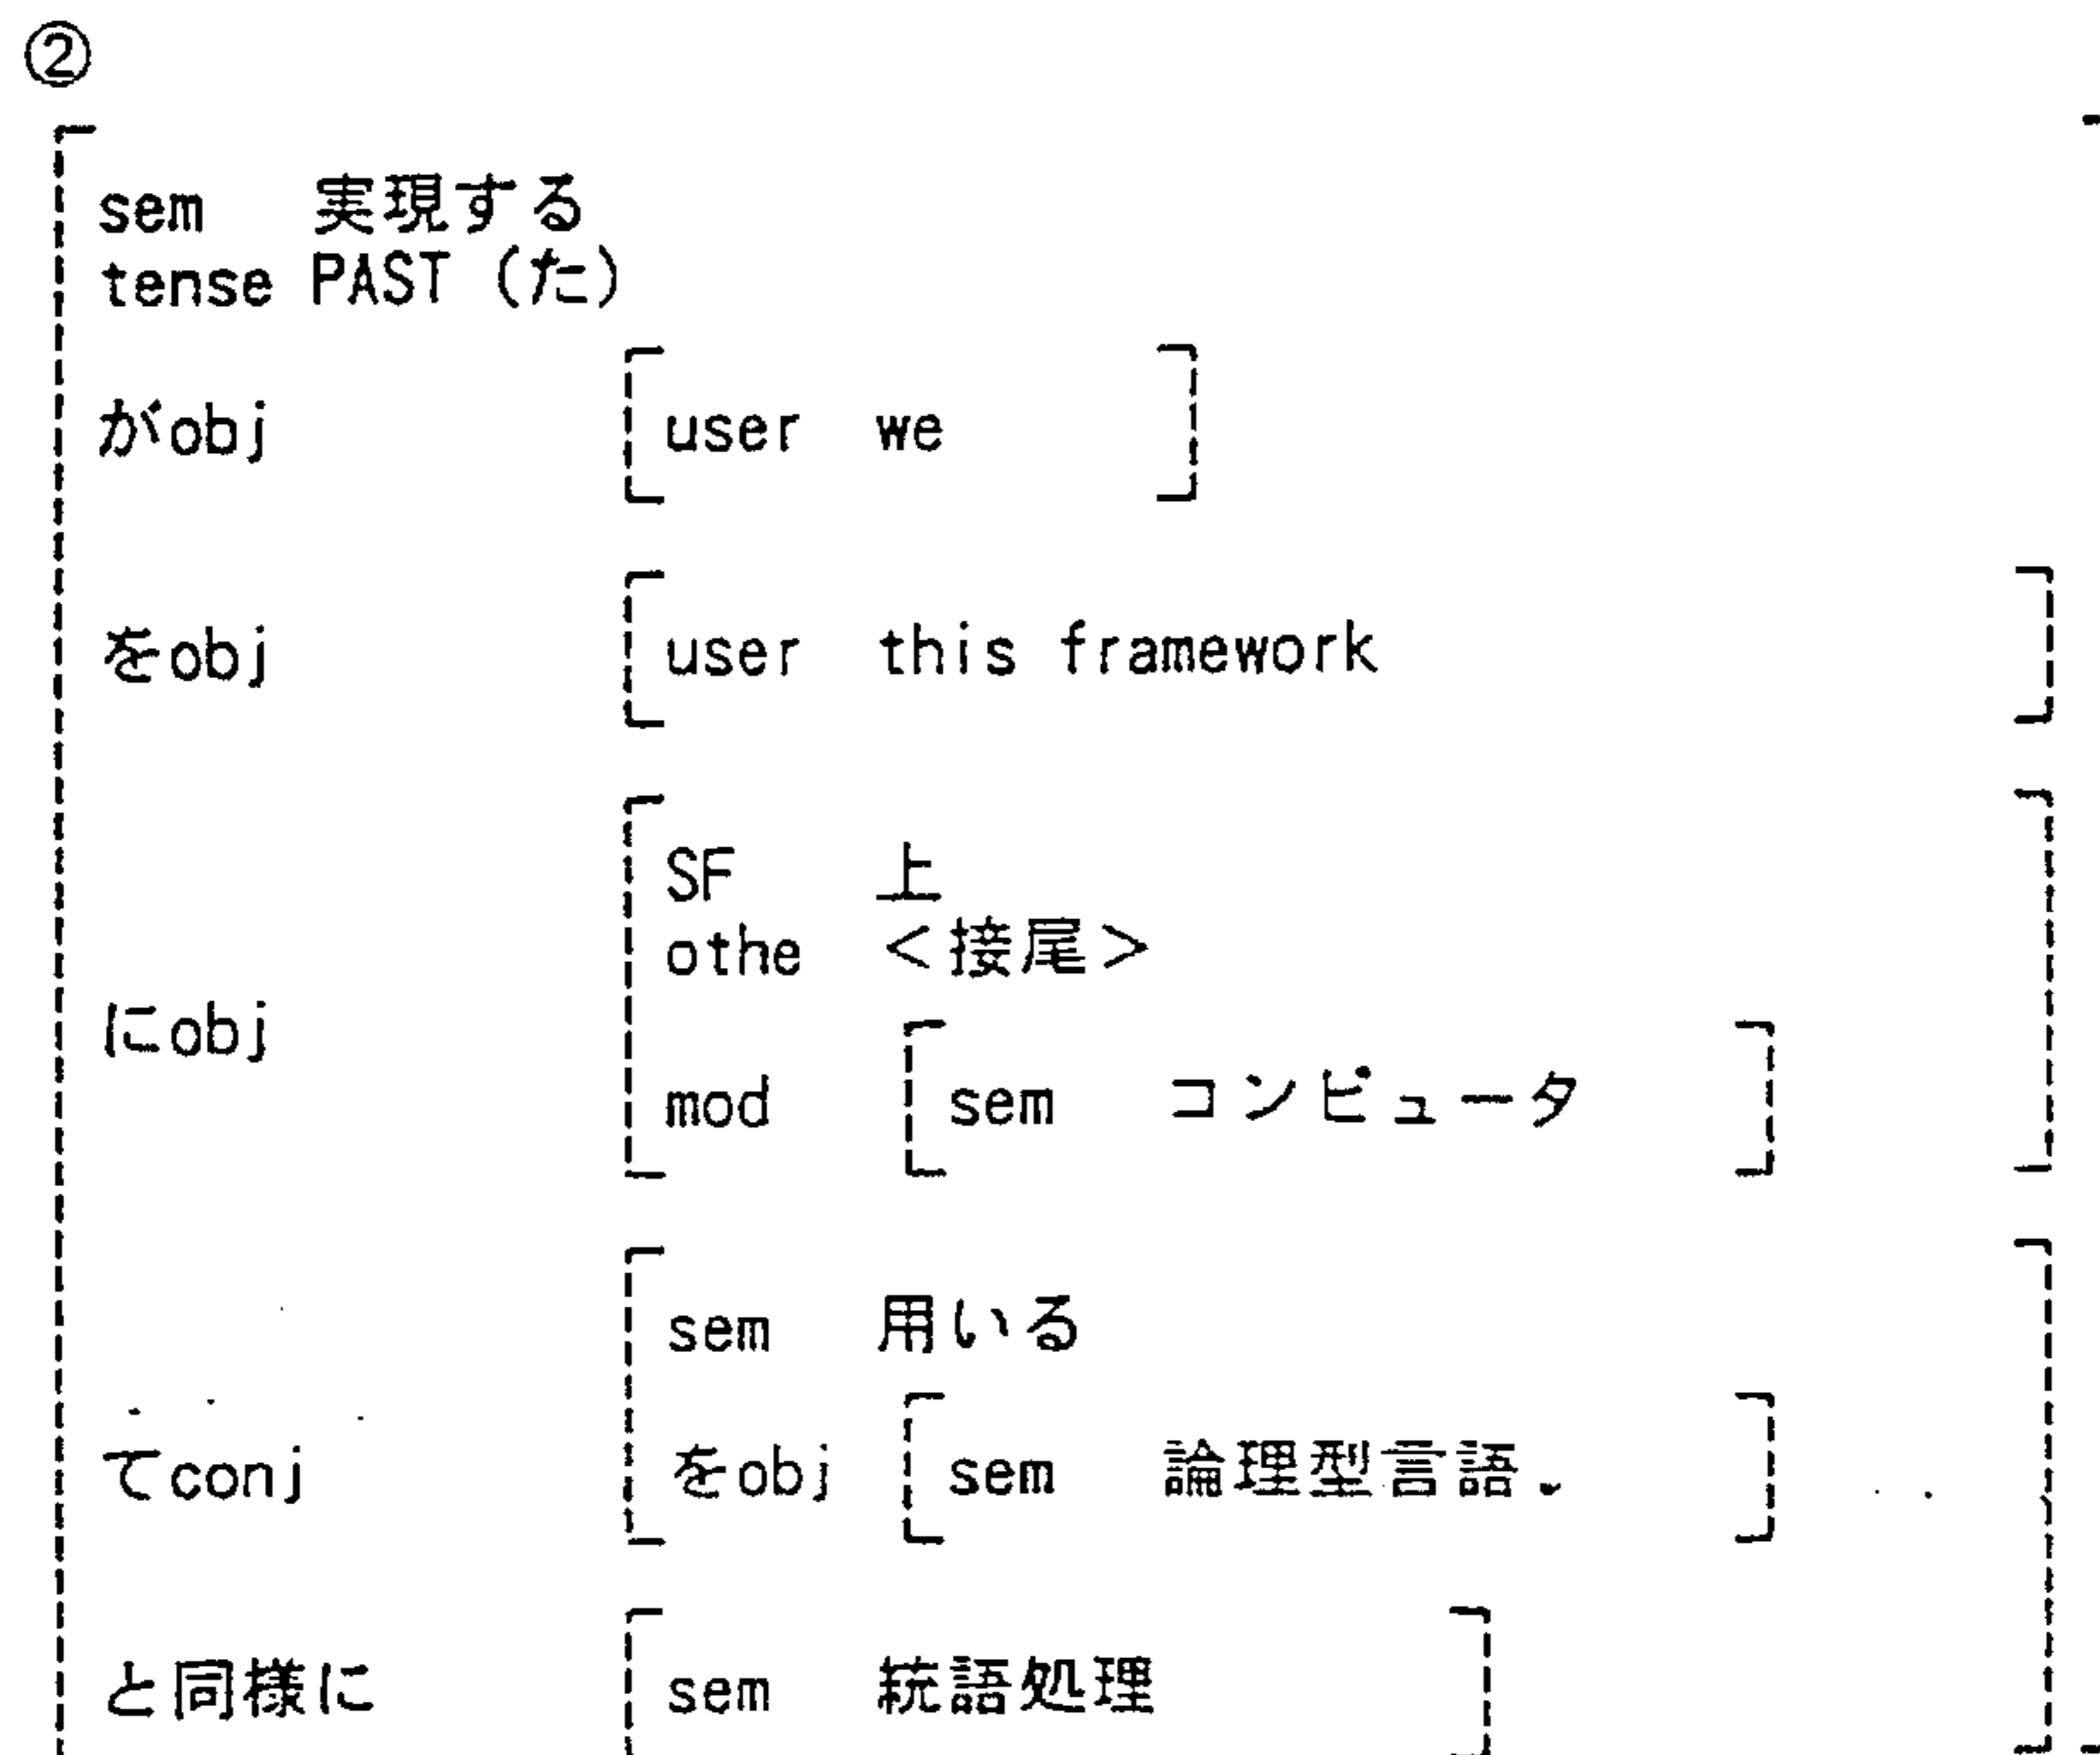 ②
sem 実現する
tense PAST (た)
がobj user we
をobj user this framework
SF 上
othe <接尾>
にobj
mod sem コンピュータ
sem 用いる
てconj をobj sem 論理型言語
と同様に sem 統語処理